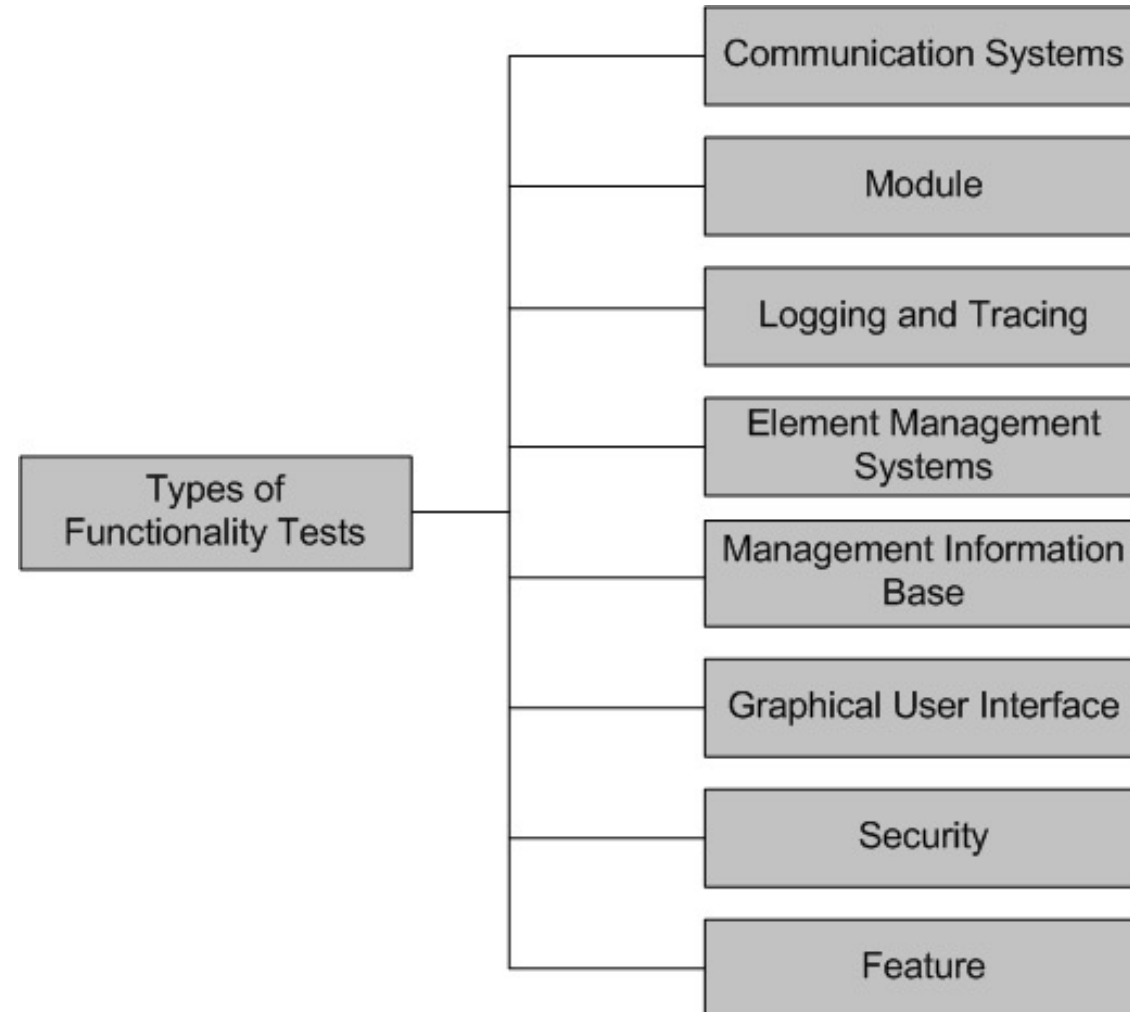 Communication Systems
Module
Logging and Tracing
Element Management
Systems
Types of
Functionality Tests
Management Information
Base
Graphical User Interface
Security
Feature